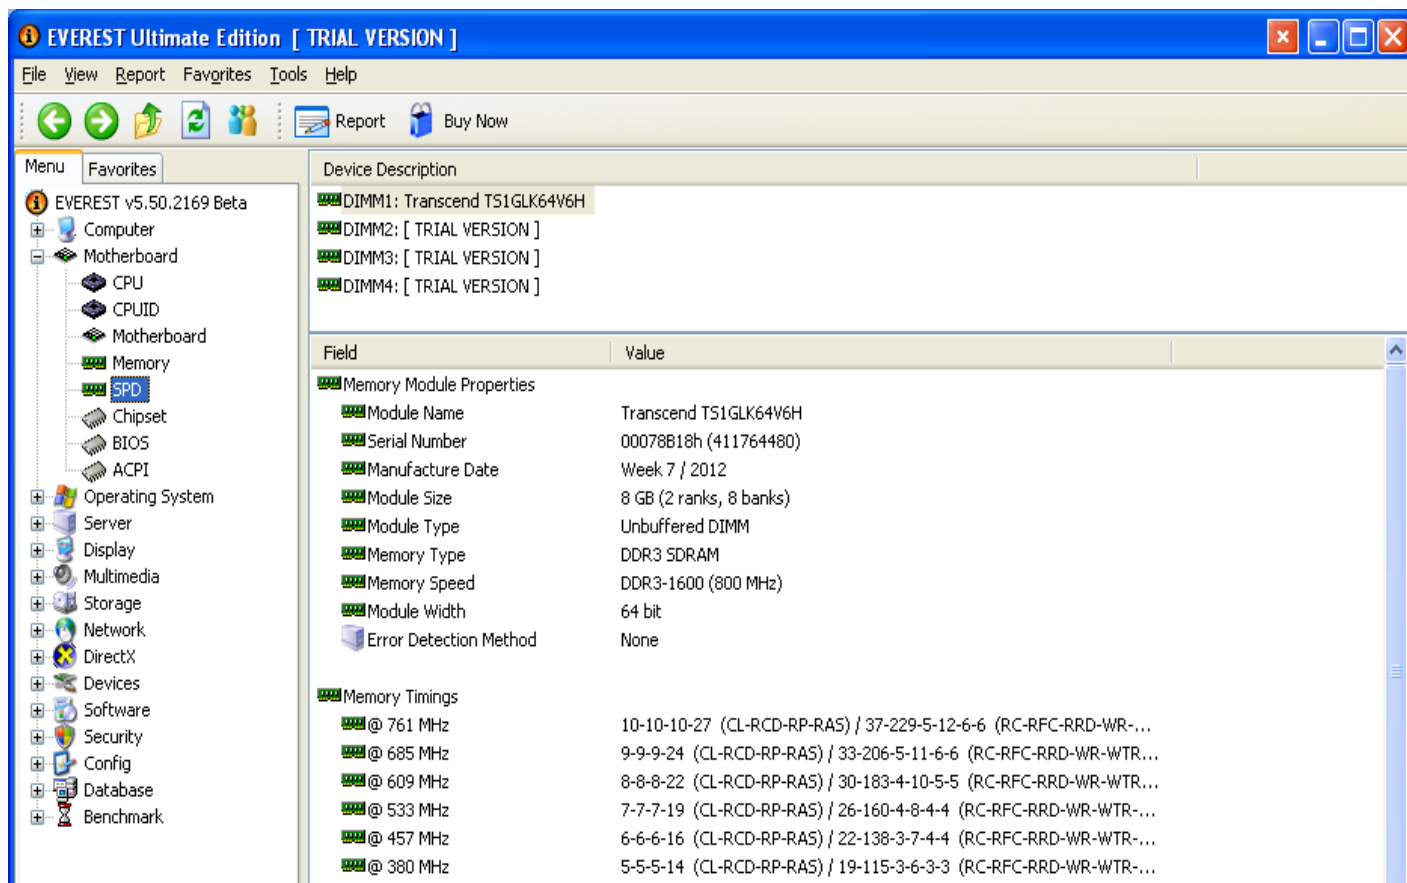 EVEREST Ultimate Edition [ TRIAL VERSION ]
File View Report Favorites Tools Help
Report Buy Now
Menu Favorites
EVEREST v5.50.2169 Beta
Computer
Motherboard
CPU
CPUID
Motherboard
Memory
SPD
Chipset
BIOS
ACPI
Operating System
Server
Display
Multimedia
Storage
Network
DirectX
Devices
Software
Security
Config
Database
Benchmark
Device Description
DIMM1: Transcend TS1GLK64V6H
DIMM2: [ TRIAL VERSION ]
DIMM3: [ TRIAL VERSION ]
DIMM4: [ TRIAL VERSION ]
Field Value
Memory Module Properties
Module Name Transcend TS1GLK64V6H
Serial Number 00078B18h (411764480)
Manufacture Date Week 7 / 2012
Module Size 8 GB (2 ranks, 8 banks)
Module Type Unbuffered DIMM
Memory Type DDR3 SDRAM
Memory Speed DDR3-1600 (800 MHz)
Module Width 64 bit
Error Detection Method None
Memory Timings
@ 761 MHz 10-10-10-27 (CL-RCD-RP-RAS) / 37-229-5-12-6-6 (RC-RFC-RRD-WR-...
@ 685 MHz 9-9-9-24 (CL-RCD-RP-RAS) / 33-206-5-11-6-6 (RC-RFC-RRD-WR-WTR...
@ 609 MHz 8-8-8-22 (CL-RCD-RP-RAS) / 30-183-4-10-5-5 (RC-RFC-RRD-WR-WTR...
@ 533 MHz 7-7-7-19 (CL-RCD-RP-RAS) / 26-160-4-8-4-4 (RC-RFC-RRD-WR-WTR-...
@ 457 MHz 6-6-6-16 (CL-RCD-RP-RAS) / 22-138-3-7-4-4 (RC-RFC-RRD-WR-WTR-...
@ 380 MHz 5-5-5-14 (CL-RCD-RP-RAS) / 19-115-3-6-3-3 (RC-RFC-RRD-WR-WTR-...